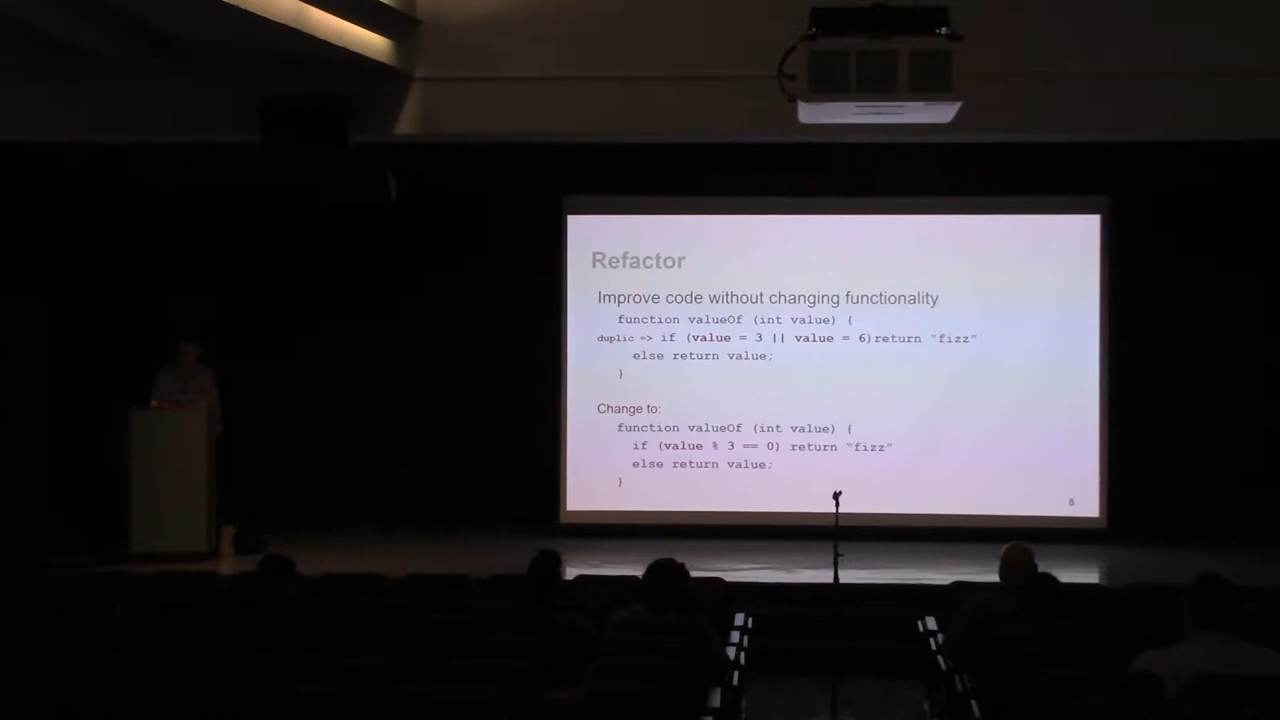 Refactor
Improve code without changing functionality
function valueOf (int value) {
duplic => if (value = 3 || value = 6)return "fizz"
else return value;
}
Change to:
function valueOf (int value) {
if (value % 3 == 0) return "fizz"
else return value;
}
8